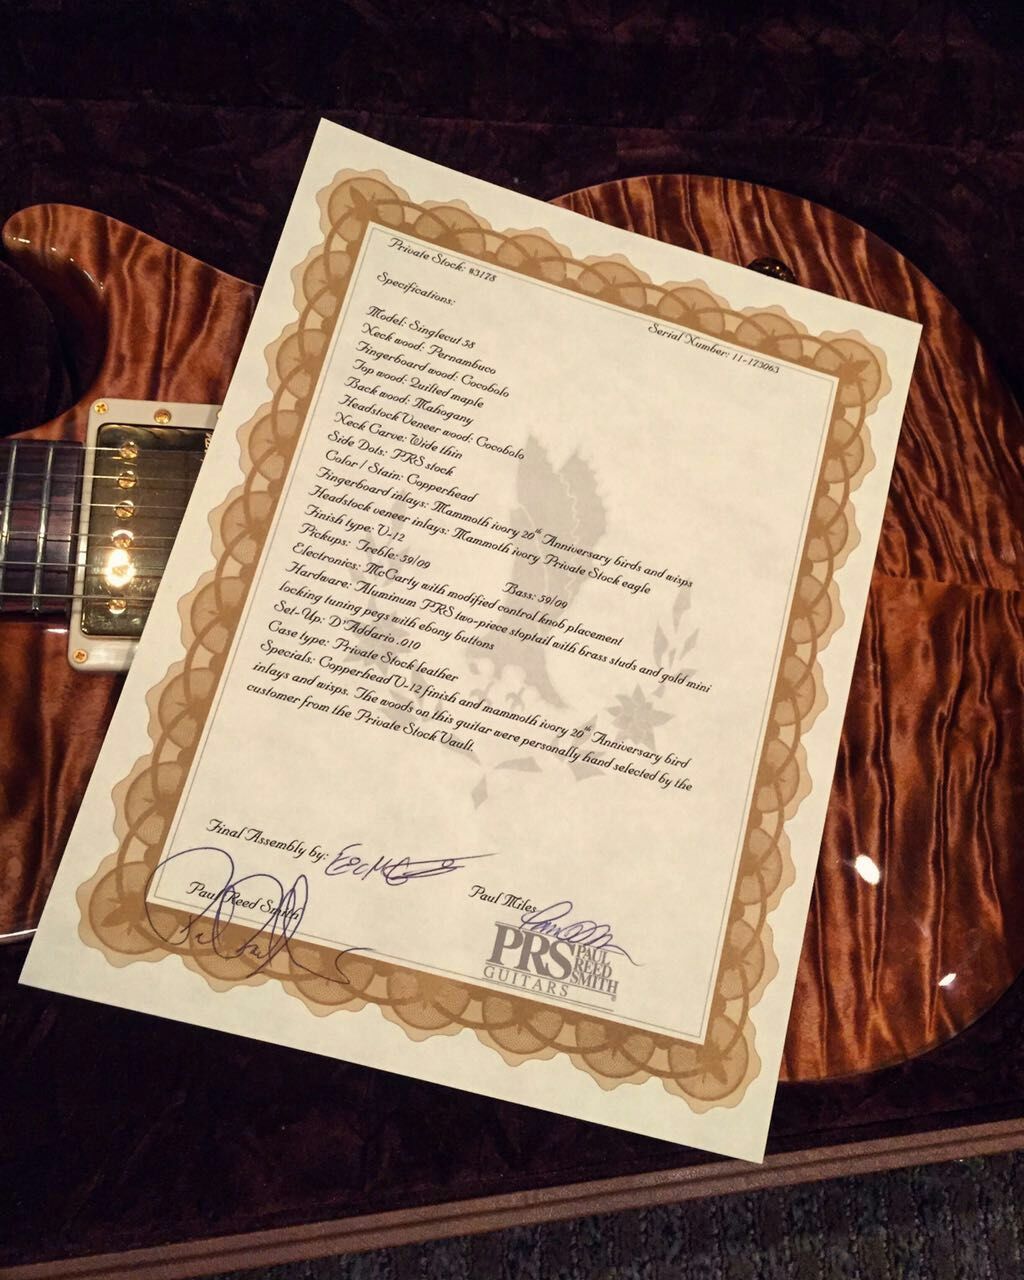 Private Stock: #3178
Serial Number: 11-173063
Specifications:
Model: Singlecut 58
Neck wood: Pernambuco
Fingerboard wood: Cocobolo
Top wood: Quilted maple
Back wood: Mahogany
Headstock Veneer wood: Cocobolo
Neck Carve: Wide thin
Side Dots: PRS stock
Color / Stain: Copperhead
Fingerboard inlays: Mammoth ivory 20th Anniversary birds and wisps
Headstock veneer inlays: Mammoth ivory Private Stock eagle
Finish type: V-12
Pickups: Treble: 59/09 Bass: 59/09
Electronics: McCarty with modified control knob placement
Hardware: Aluminum PRS two-piece stoptail with brass studs and gold mini
locking tuning pegs with ebony buttons
Set-Up: D'Addario .010
Case type: Private Stock leather
Specials: Copperhead V-12 finish and mammoth ivory 20th Anniversary bird
inlays and wisps. The woods on this guitar were personally hand selected by the
customer from the Private Stock Vault.
Final Assembly by:
Paul Reed Smith
Paul Miles
PRS PAUL REED SMITH
GUITARS